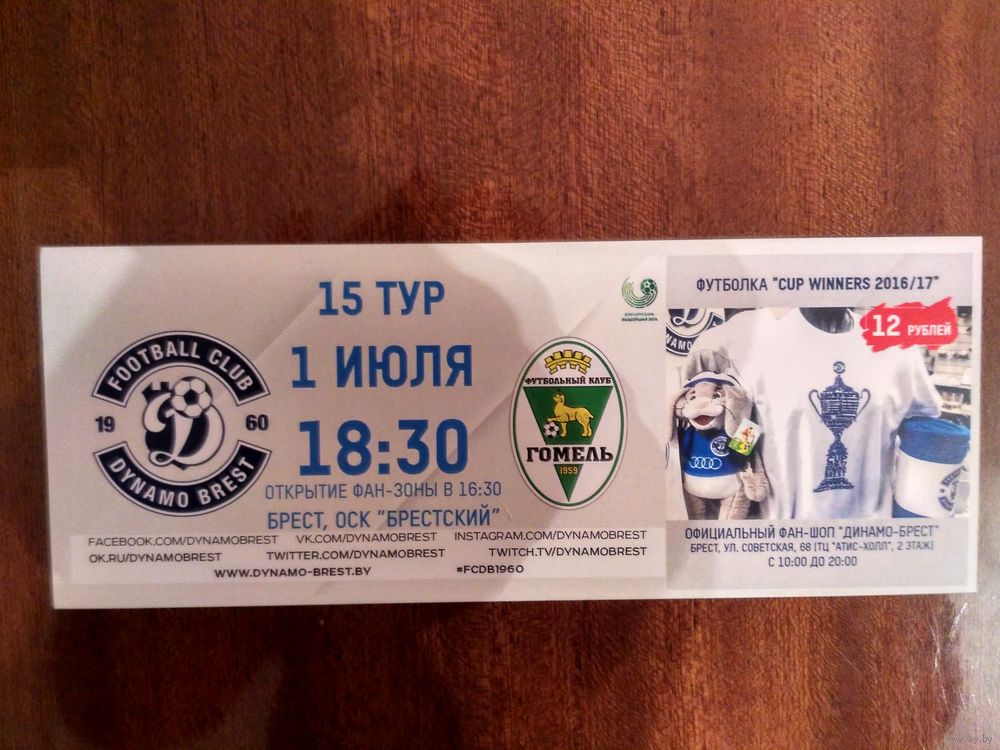 15 ТУР
1 ИЮЛЯ
18:30
ОТКРЫТИЕ ФАН-ЗОНЫ В 16:30
БРЕСТ, ОСК "БРЕСТСКИЙ"
FOOTBALL CLUB
19 60
DYNAMO BREST
ФУТБОЛЬНЫЙ КЛУБ
ГОМЕЛЬ
1959
FACEBOOK.COM/DYNAMOBREST VK.COM/DYNAMOBREST INSTAGRAM.COM/DYNAMOBREST
OK.RU/DYNAMOBREST TWITTER.COM/DYNAMOBREST TWITCH.TV/DYNAMOBREST
WWW.DYNAMO-BREST.BY #FCDB1960
ФУТБОЛКА "CUP WINNERS 2016/17"
12 РУБЛЕЙ
ОФИЦИАЛЬНЫЙ ФАН-ШОП "ДИНАМО-БРЕСТ"
БРЕСТ, УЛ. СОВЕТСКАЯ, 68 [ТЦ "АТИС-ХОЛЛ", 2 ЭТАЖ]
С 10:00 ДО 20:00
www.ay.by